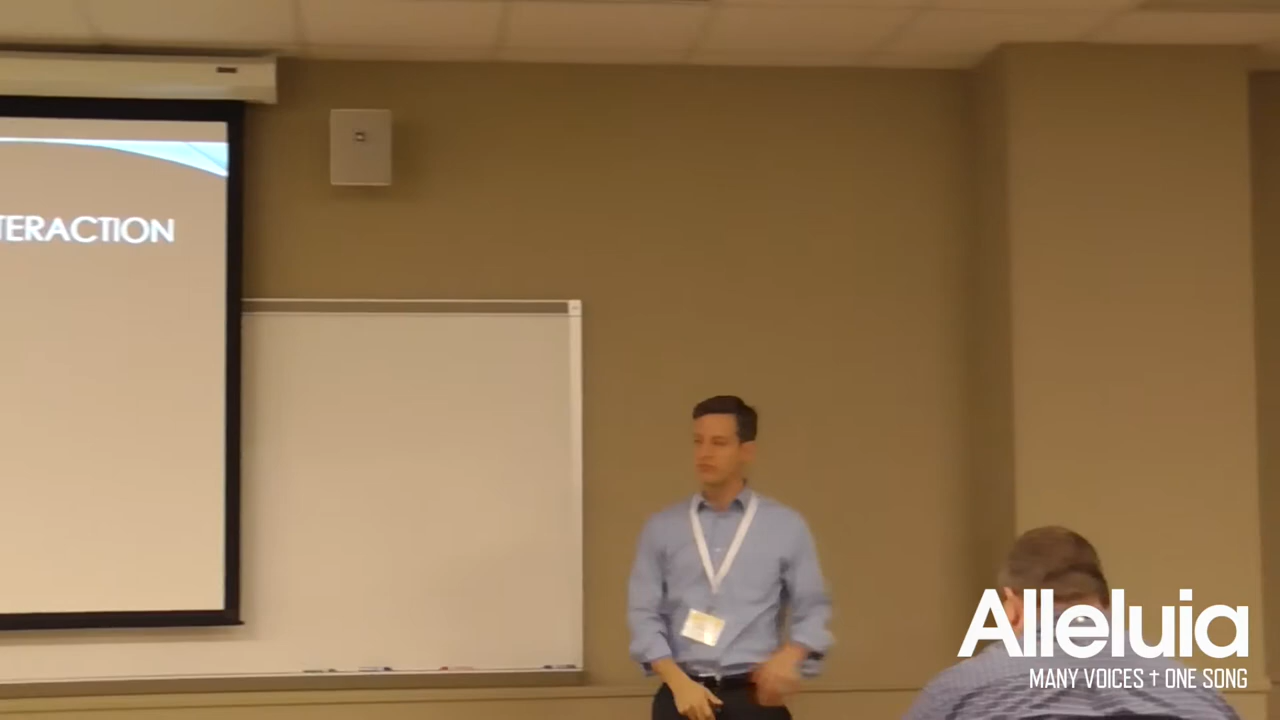 TERACTION
Alleluia
MANY VOICES † ONE SONG